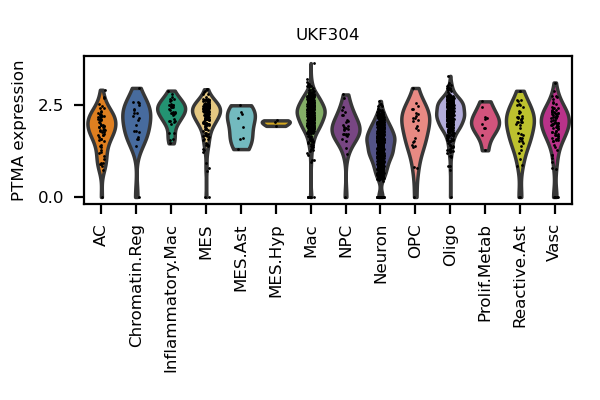 UKF304
PTMA expression
2.5
0.0
AC
Chromatin.Reg
Inflammatory.Mac
MES
MES.Ast
MES.Hyp
Mac
NPC
Neuron
OPC
Oligo
Prolif.Metab
Reactive.Ast
Vasc